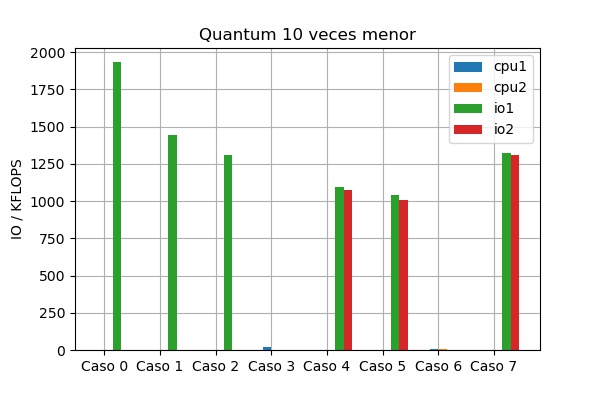 Quantum 10 veces menor
IO / KFLOPS
2000
1750
1500
1250
1000
750
500
250
0
cpu1
cpu2
io1
io2
Caso 0 Caso 1 Caso 2 Caso 3 Caso 4 Caso 5 Caso 6 Caso 7